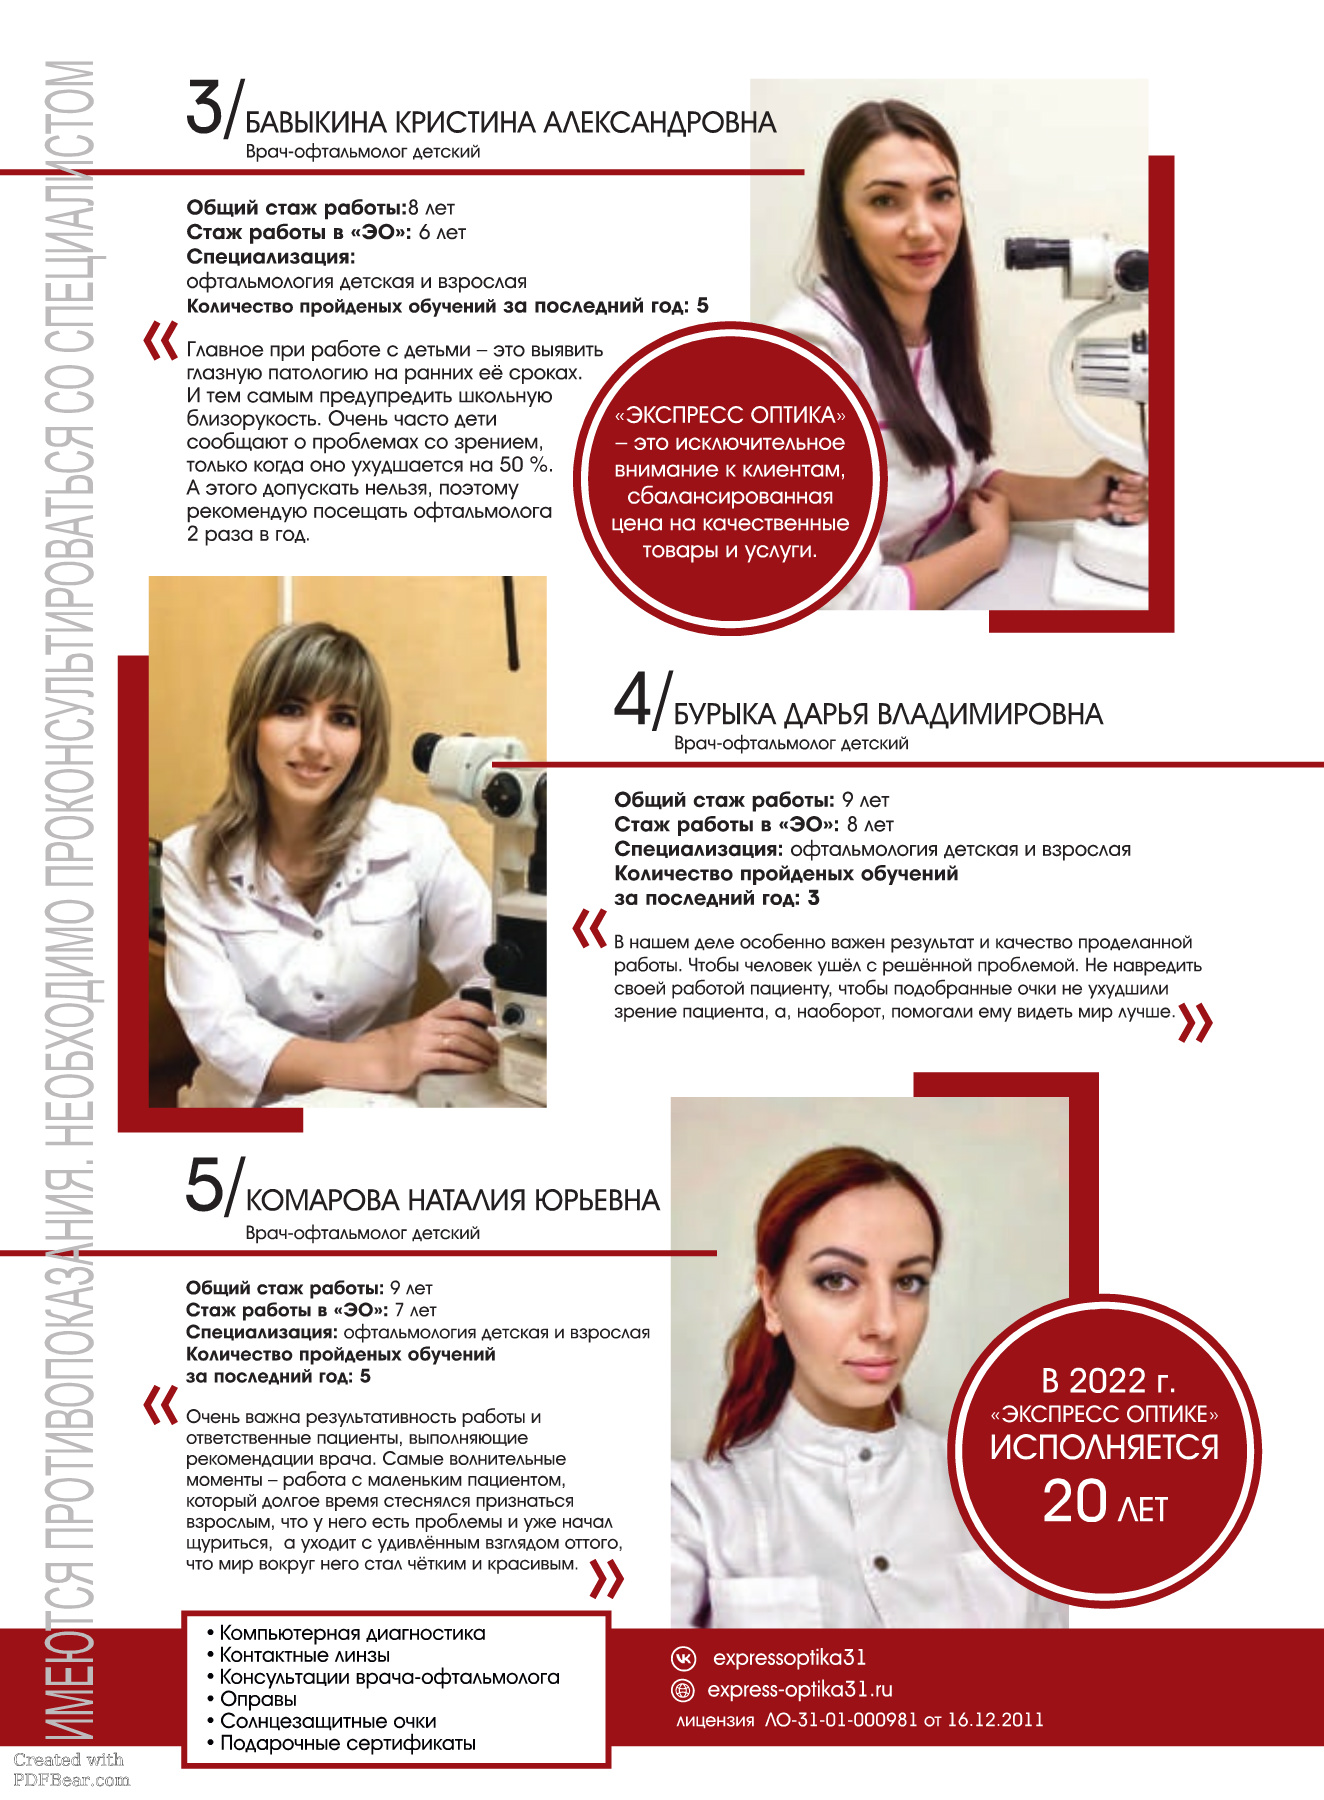 ИМЕЮТСЯ ПРОТИВОПОКАЗАНИЯ. НЕОБХОДИМО ПРОКОНСУЛЬТИРОВАТЬСЯ СО СПЕЦИАЛИСТОМ
3/БАВЫКИНА КРИСТИНА АЛЕКСАНДРОВНА
Врач-офтальмолог детский
Общий стаж работы:8 лет
Стаж работы в «ЭО»: 6 лет
Специализация:
офтальмология детская и взрослая
Количество пройденых обучений за последний год: 5
«
Главное при работе с детьми – это выявить
глазную патологию на ранних её сроках.
И тем самым предупредить школьную
близорукость. Очень часто дети
сообщают о проблемах со зрением,
только когда оно ухудшается на 50 %.
А этого допускать нельзя, поэтому
рекомендую посещать офтальмолога
2 раза в год.
«ЭКСПРЕСС ОПТИКА»
– это исключительное
внимание к клиентам,
сбалансированная
цена на качественные
товары и услуги.
4/БУРЫКА ДАРЬЯ ВЛАДИМИРОВНА
Врач-офтальмолог детский
Общий стаж работы: 9 лет
Стаж работы в «ЭО»: 8 лет
Специализация: офтальмология детская и взрослая
Количество пройденых обучений
за последний год: 3
«
В нашем деле особенно важен результат и качество проделанной
работы. Чтобы человек ушёл с решённой проблемой. Не навредить
своей работой пациенту, чтобы подобранные очки не ухудшили
зрение пациента, а, наоборот, помогали ему видеть мир лучше. »
5/КОМАРОВА НАТАЛИЯ ЮРЬЕВНА
Врач-офтальмолог детский
Общий стаж работы: 9 лет
Стаж работы в «ЭО»: 7 лет
Специализация: офтальмология детская и взрослая
Количество пройденых обучений
за последний год: 5
«
Очень важна результативность работы и
ответственные пациенты, выполняющие
рекомендации врача. Самые волнительные
моменты – работа с маленьким пациентом,
который долгое время стеснялся признаться
взрослым, что у него есть проблемы и уже начал
щуриться, а уходит с удивлённым взглядом оттого,
что мир вокруг него стал чётким и красивым. »
В 2022 г.
«ЭКСПРЕСС ОПТИКЕ»
ИСПОЛНЯЕТСЯ
20 ЛЕТ
• Компьютерная диагностика
• Контактные линзы
• Консультации врача-офтальмолога
• Оправы
• Солнцезащитные очки
• Подарочные сертификаты
expressoptika31
express-optika31.ru
лицензия ЛО-31-01-000981 от 16.12.2011
Created with
PDFBear.com